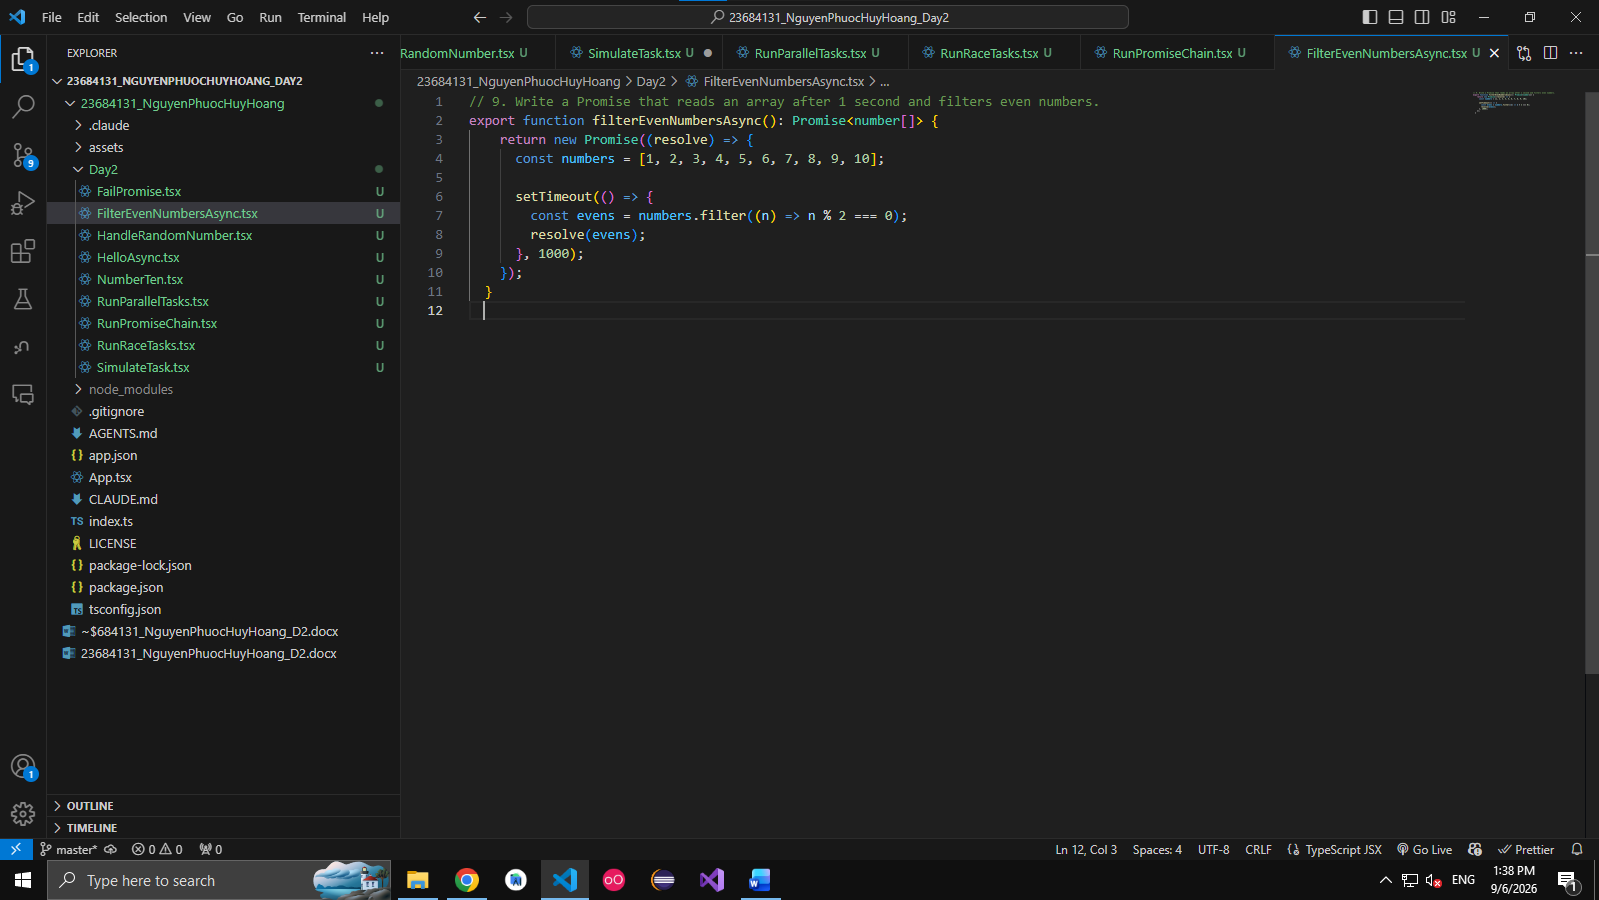 File Edit Selection View Go Run Terminal Help
23684131_NguyenPhuocHuyHoang_Day2
EXPLORER
RandomNumber.tsx U
SimulateTask.tsx U
RunParallelTasks.tsx U
RunRaceTasks.tsx U
RunPromiseChain.tsx U
FilterEvenNumbersAsync.tsx U
23684131_NGUYENPHUOCHUYHOANG_DAY2
23684131_NguyenPhuocHuyHoang
.claude
assets
Day2
FailPromise.tsx U
FilterEvenNumbersAsync.tsx U
HandleRandomNumber.tsx U
HelloAsync.tsx U
NumberTen.tsx U
RunParallelTasks.tsx U
RunPromiseChain.tsx U
RunRaceTasks.tsx U
SimulateTask.tsx U
node_modules
.gitignore
AGENTS.md
{} app.json
App.tsx
CLAUDE.md
TS index.ts
LICENSE
{} package-lock.json
{} package.json
tsconfig.json
~$684131_NguyenPhuocHuyHoang_D2.docx
23684131_NguyenPhuocHuyHoang_D2.docx
OUTLINE
TIMELINE
1
9
1
23684131_NguyenPhuocHuyHoang > Day2 > FilterEvenNumbersAsync.tsx > ...
1 // 9. Write a Promise that reads an array after 1 second and filters even numbers.
2 export function filterEvenNumbersAsync(): Promise<number[]> {
3 return new Promise((resolve) => {
4 const numbers = [1, 2, 3, 4, 5, 6, 7, 8, 9, 10];
5
6 setTimeout(() => {
7 const evens = numbers.filter((n) => n % 2 === 0);
8 resolve(evens);
9 }, 1000);
10 });
11 }
12
master* 0 0 0
Ln 12, Col 3 Spaces: 4 UTF-8 CRLF {} TypeScript JSX Go Live Prettier
Type here to search
ENG
1:38 PM
9/6/2026
1